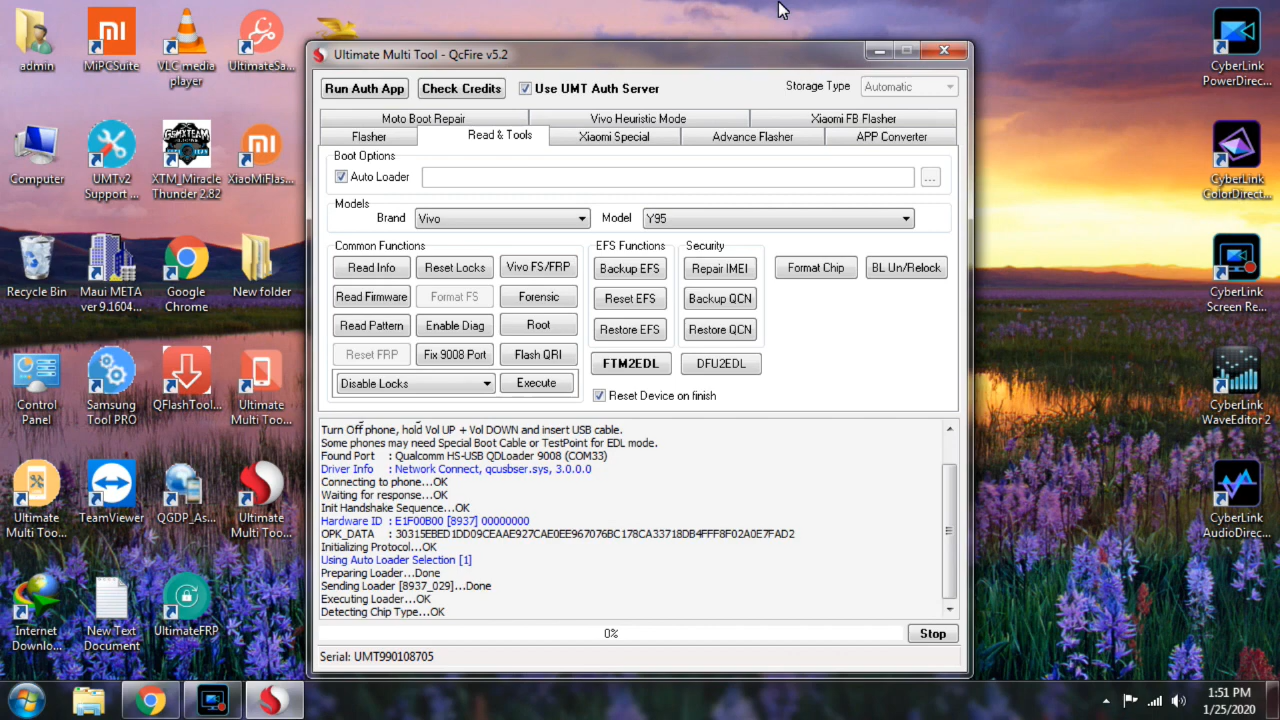 admin
MiPCSuite
VLC media
player
UltimateSa...
Computer
UMTv2
Support ...
GSMXTEAM
XTM_Miracle
Thunder 2.82
XiaoMiFlas...
Recycle Bin
Maui META
ver 9.1604...
Google
Chrome
New folder
Control
Panel
Samsung
Tool PRO
QFlashTool...
Ultimate
Multi Too...
Ultimate
Multi Too...
TeamViewer
QGDP_As...
Ultimate
Multi Too...
Internet
Downlo...
New Text
Document
UltimateFRP
Ultimate Multi Tool - QcFire v5.2
Run Auth App
Check Credits
Use UMT Auth Server
Storage Type
Automatic
Moto Boot Repair
Vivo Heuristic Mode
Xiaomi FB Flasher
Flasher
Read & Tools
Xiaomi Special
Advance Flasher
APP Converter
Boot Options
Auto Loader
...
Models
Brand
Vivo
Model
Y95
Common Functions
Read Info
Reset Locks
Vivo FS/FRP
Read Firmware
Format FS
Forensic
Read Pattern
Enable Diag
Root
Reset FRP
Fix 9008 Port
Flash QRI
Disable Locks
Execute
EFS Functions
Backup EFS
Reset EFS
Restore EFS
Security
Repair IMEI
Backup QCN
Restore QCN
Format Chip
BL Un/Relock
FTM2EDL
DFU2EDL
Reset Device on finish
Turn Off phone, hold Vol UP + Vol DOWN and insert USB cable.
Some phones may need Special Boot Cable or TestPoint for EDL mode.
Found Port : Qualcomm HS-USB QDLoader 9008 (COM33)
Driver Info : Network Connect, qcusbser.sys, 3.0.0.0
Connecting to phone...OK
Waiting for response...OK
Init Handshake Sequence...OK
Hardware ID : E1F00B00 [8937] 00000000
OPK_DATA : 30315EBED1DD09CEAAE927CAE0EE967076BC178CA33718DB4FFF8F02A0E7FAD2
Initializing Protocol...OK
Using Auto Loader Selection [1]
Preparing Loader...Done
Sending Loader [8937_029]...Done
Executing Loader...OK
Detecting Chip Type...OK
0%
Stop
Serial: UMT990108705
CyberLink
PowerDirec...
CyberLink
ColorDirect...
CyberLink
Screen Re...
CyberLink
WaveEditor 2
CyberLink
AudioDirec...
1:51 PM
1/25/2020